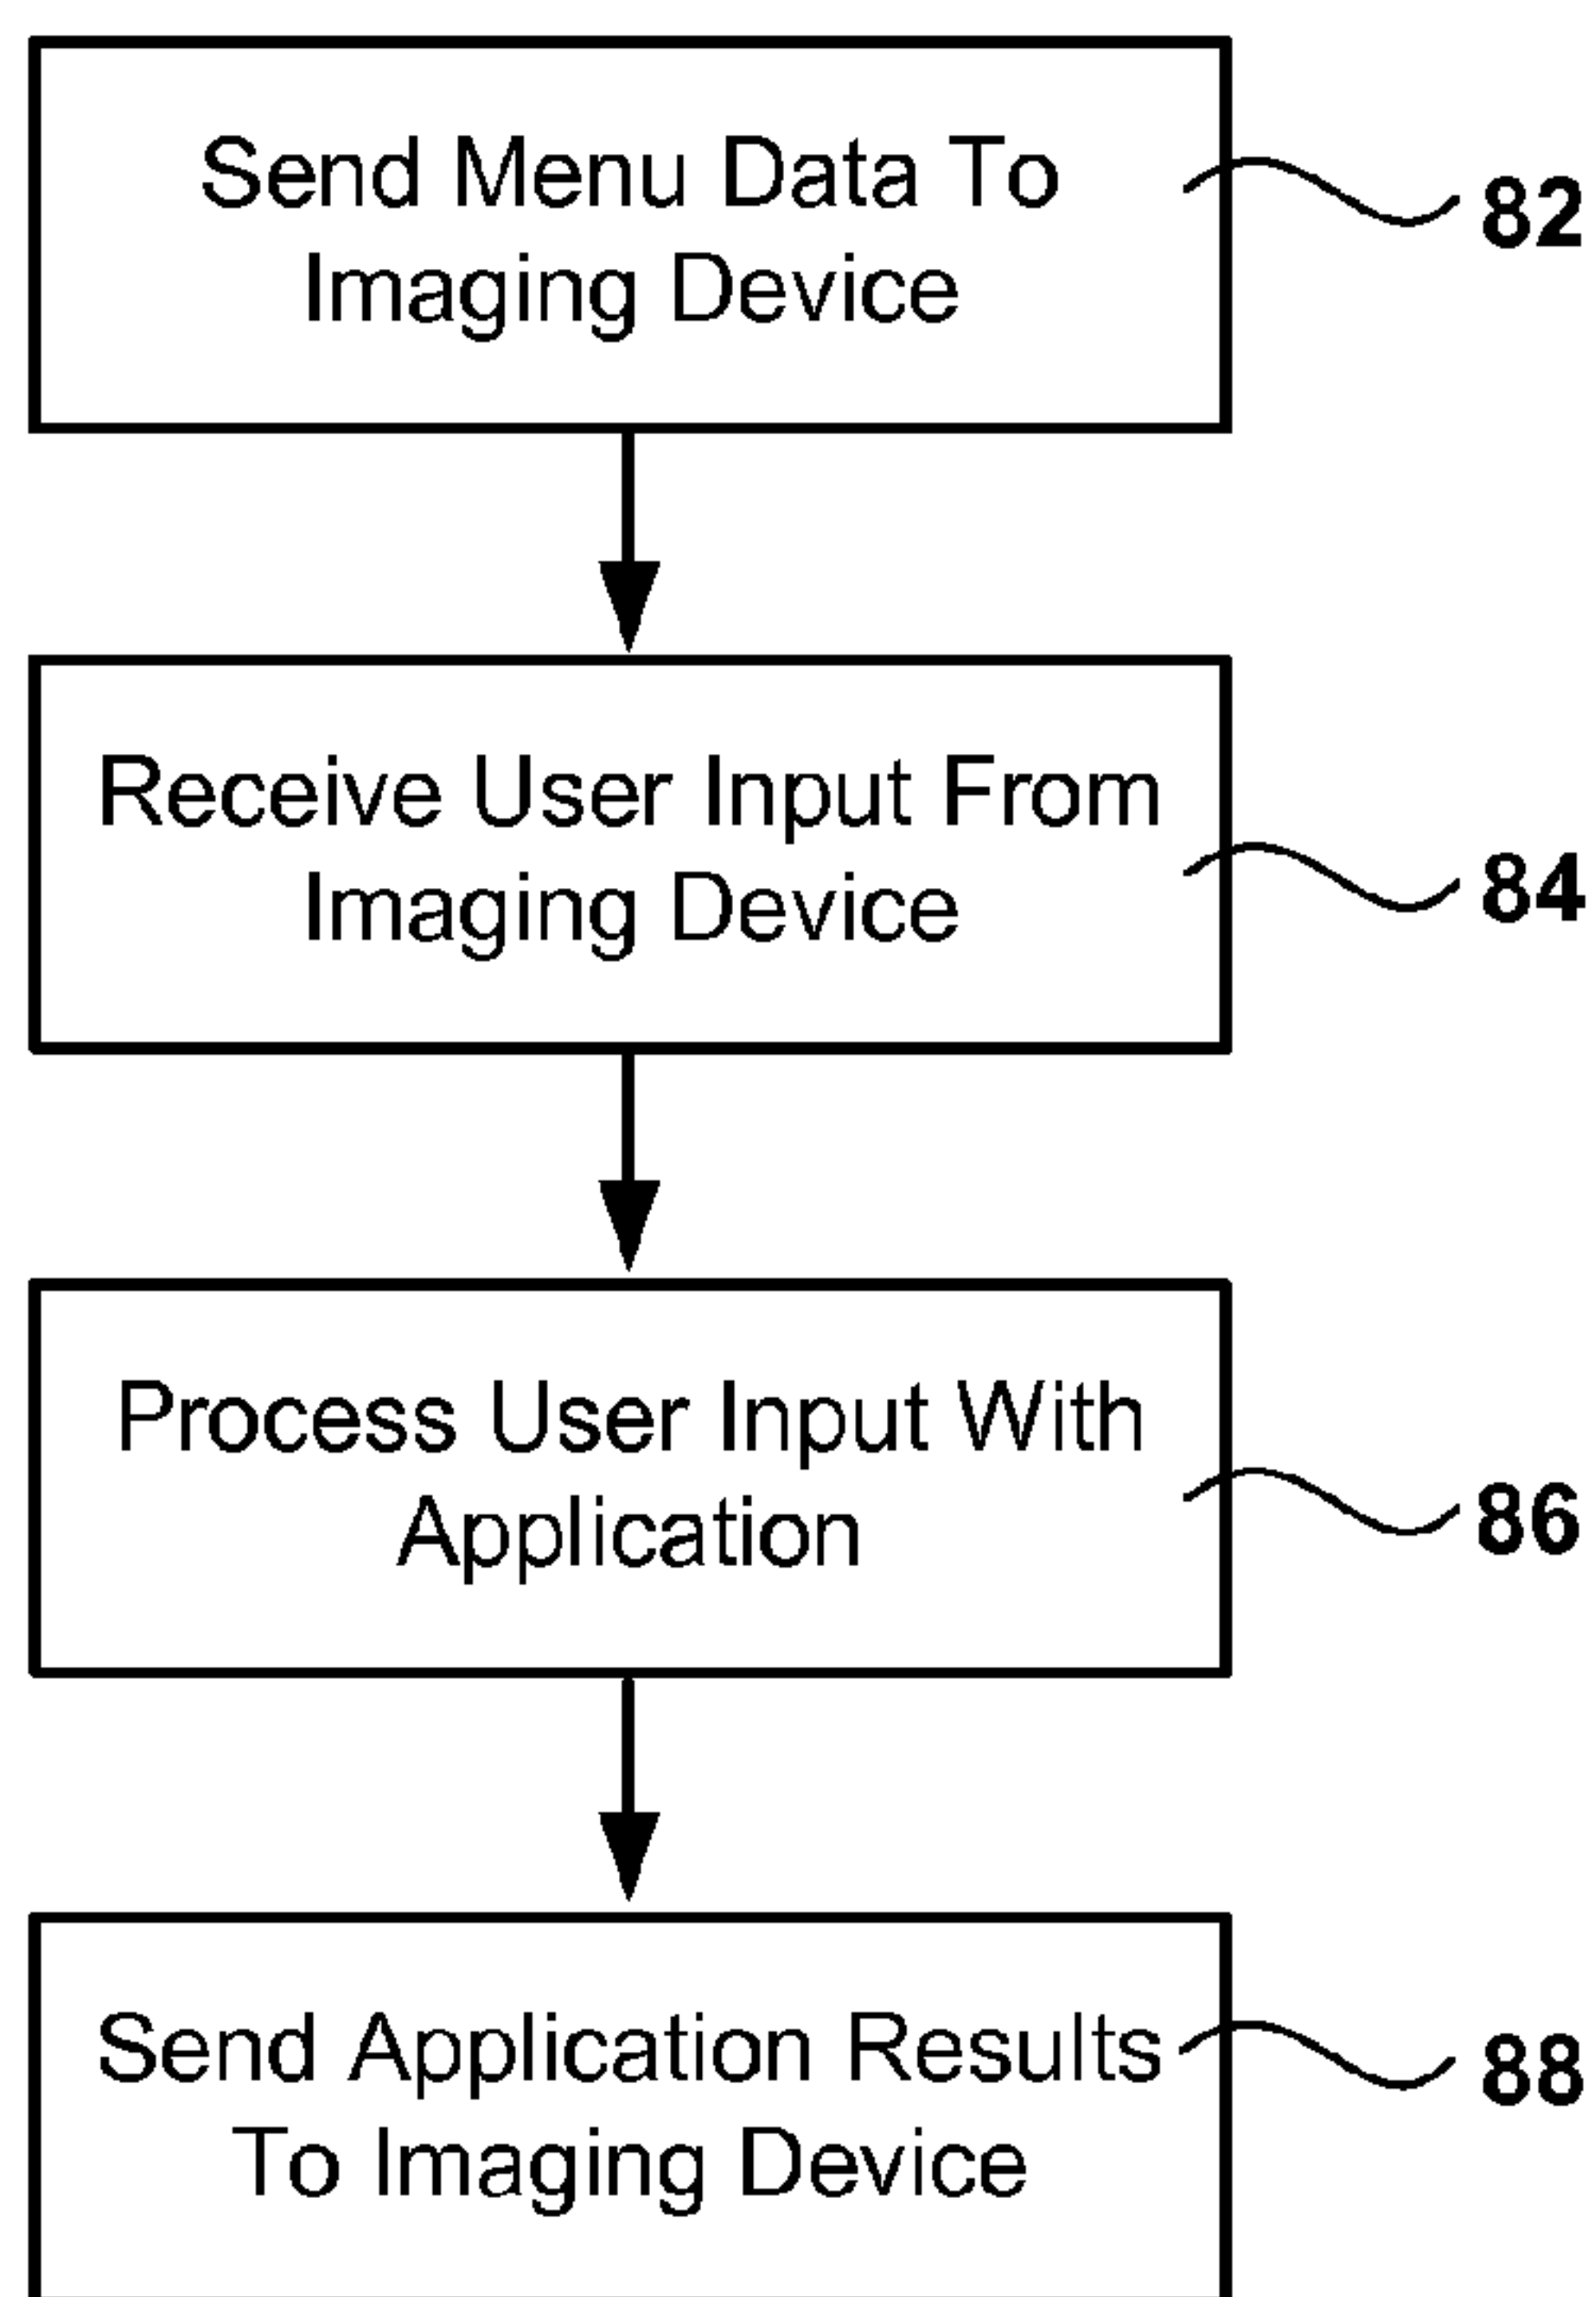 Send Menu Data To
Imaging Device
82
Receive User Input From
Imaging Device
84
Process User Input With
Application
86
Send Application Results
To Imaging Device
88